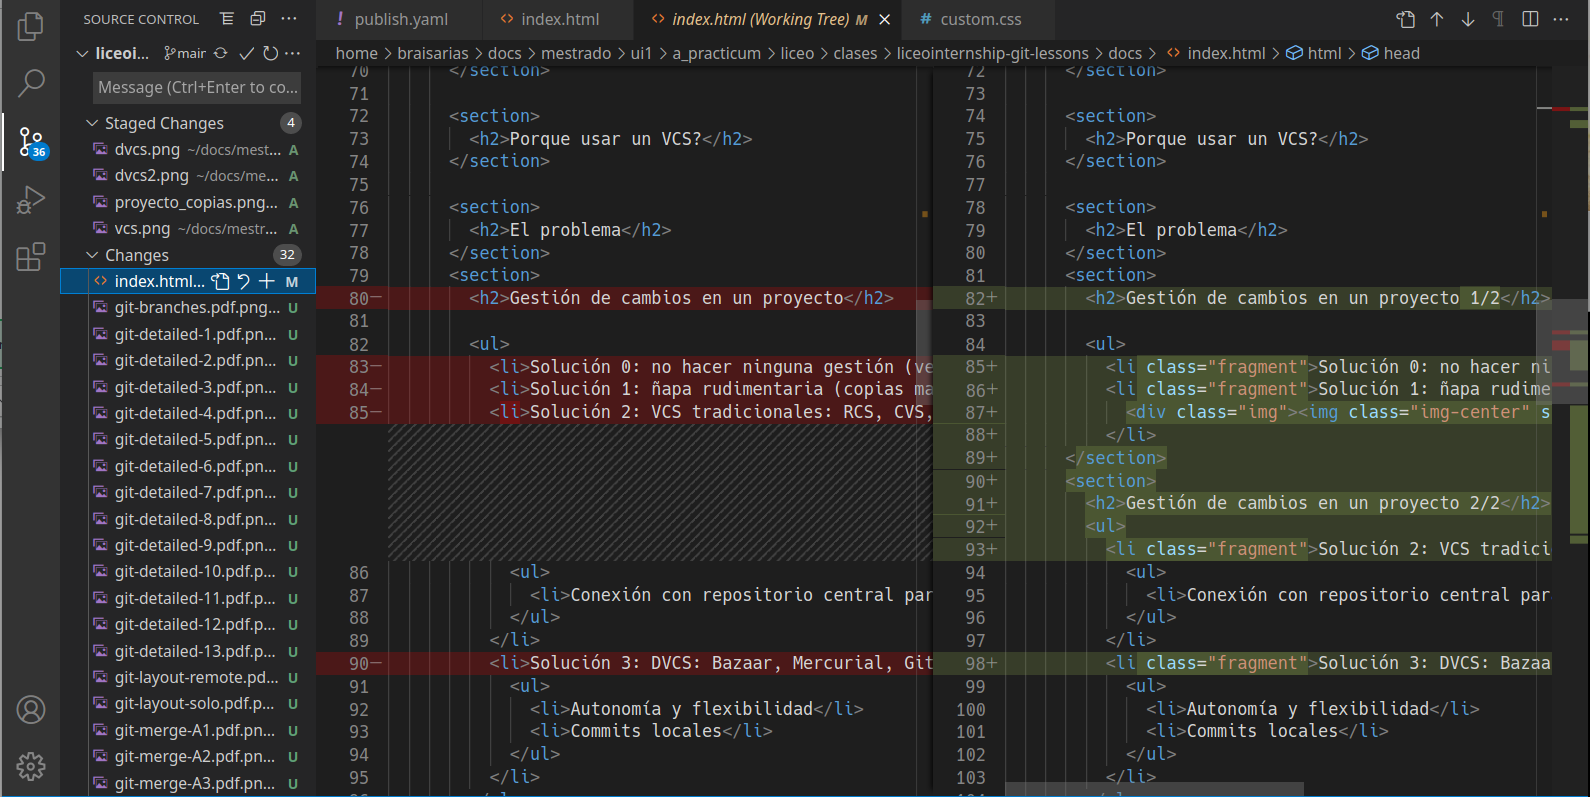 SOURCE CONTROL
publish.yaml
index.html
index.html (Working Tree) M
custom.css
liceoi... main
home > braisarias > docs > mestrado > ui1 > a_practicum > liceo > clases > liceointernship-git-lessons > docs > index.html > html > head
Message (Ctrl+Enter to co...
Staged Changes 4
dvcs.png ~/docs/mest... A
dvcs2.png ~/docs/me... A
proyecto_copias.png... A
vcs.png ~/docs/mestr... A
Changes 32
index.html... M
git-branches.pdf.png... U
git-detailed-1.pdf.pn... U
git-detailed-2.pdf.pn... U
git-detailed-3.pdf.pn... U
git-detailed-4.pdf.pn... U
git-detailed-5.pdf.pn... U
git-detailed-6.pdf.pn... U
git-detailed-7.pdf.pn... U
git-detailed-8.pdf.pn... U
git-detailed-9.pdf.pn... U
git-detailed-10.pdf.p... U
git-detailed-11.pdf.p... U
git-detailed-12.pdf.p... U
git-detailed-13.pdf.p... U
git-layout-remote.pd... U
git-layout-solo.pdf.p... U
git-merge-A1.pdf.pn... U
git-merge-A2.pdf.pn... U
git-merge-A3.pdf.pn... U
36
70 </section>
71
72 <section>
73 <h2>Porque usar un VCS?</h2>
74 </section>
75
76 <section>
77 <h2>El problema</h2>
78 </section>
79 <section>
80− <h2>Gestión de cambios en un proyecto</h2>
81
82 <ul>
83− <li>Solución 0: no hacer ninguna gestión (ve
84− <li>Solución 1: ñapa rudimentaria (copias ma
85− <li>Solución 2: VCS tradicionales: RCS, CVS,
86 <ul>
87 <li>Conexión con repositorio central par
88 </ul>
89 </li>
90− <li>Solución 3: DVCS: Bazaar, Mercurial, Git
91 <ul>
92 <li>Autonomía y flexibilidad</li>
93 <li>Commits locales</li>
94 </ul>
95 </li>
72 </section>
73
74 <section>
75 <h2>Porque usar un VCS?</h2>
76 </section>
77
78 <section>
79 <h2>El problema</h2>
80 </section>
81 <section>
82+ <h2>Gestión de cambios en un proyecto 1/2</h2>
83
84 <ul>
85+ <li class="fragment">Solución 0: no hacer ni
86+ <li class="fragment">Solución 1: ñapa rudime
87+ <div class="img"><img class="img-center" s
88+ </li>
89+ </section>
90+ <section>
91+ <h2>Gestión de cambios en un proyecto 2/2</h2>
92+ <ul>
93+ <li class="fragment">Solución 2: VCS tradici
94 <ul>
95 <li>Conexión con repositorio central par
96 </ul>
97 </li>
98+ <li class="fragment">Solución 3: DVCS: Bazaa
99 <ul>
100 <li>Autonomía y flexibilidad</li>
101 <li>Commits locales</li>
102 </ul>
103 </li>